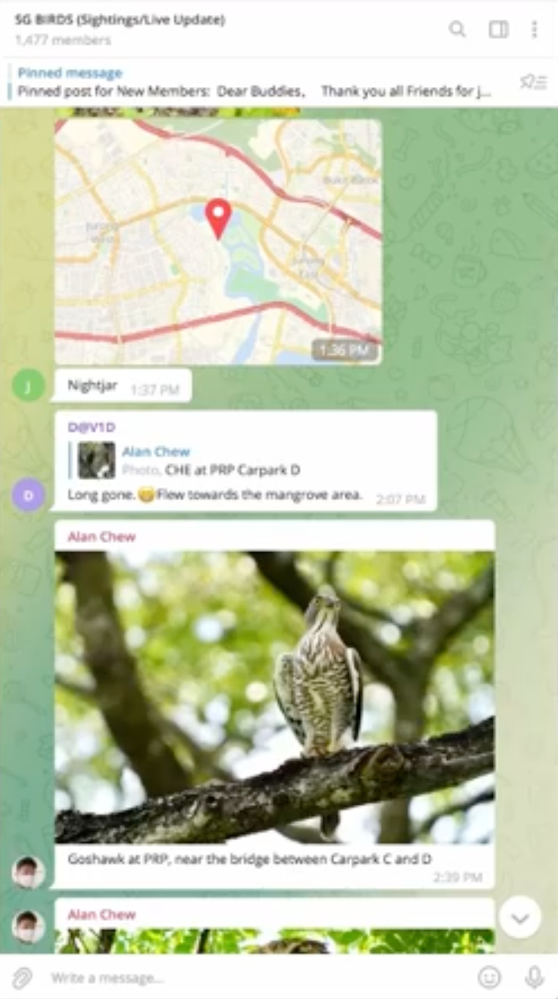 SG BIRDS (Sightings/Live Update)
1,477 members
Pinned message
Pinned post for New Members: Dear Buddies, Thank you all Friends for j...
Bukit Batok
Jurong
West
Jurong
East
1:36 PM
J
Nightjar 1:37 PM
D@V1D
Alan Chew
Photo, CHE at PRP Carpark D
D
Long gone. 😅Flew towards the mangrove area. 2:07 PM
Alan Chew
Goshawk at PRP, near the bridge between Carpark C and D
2:39 PM
Alan Chew
Write a message...